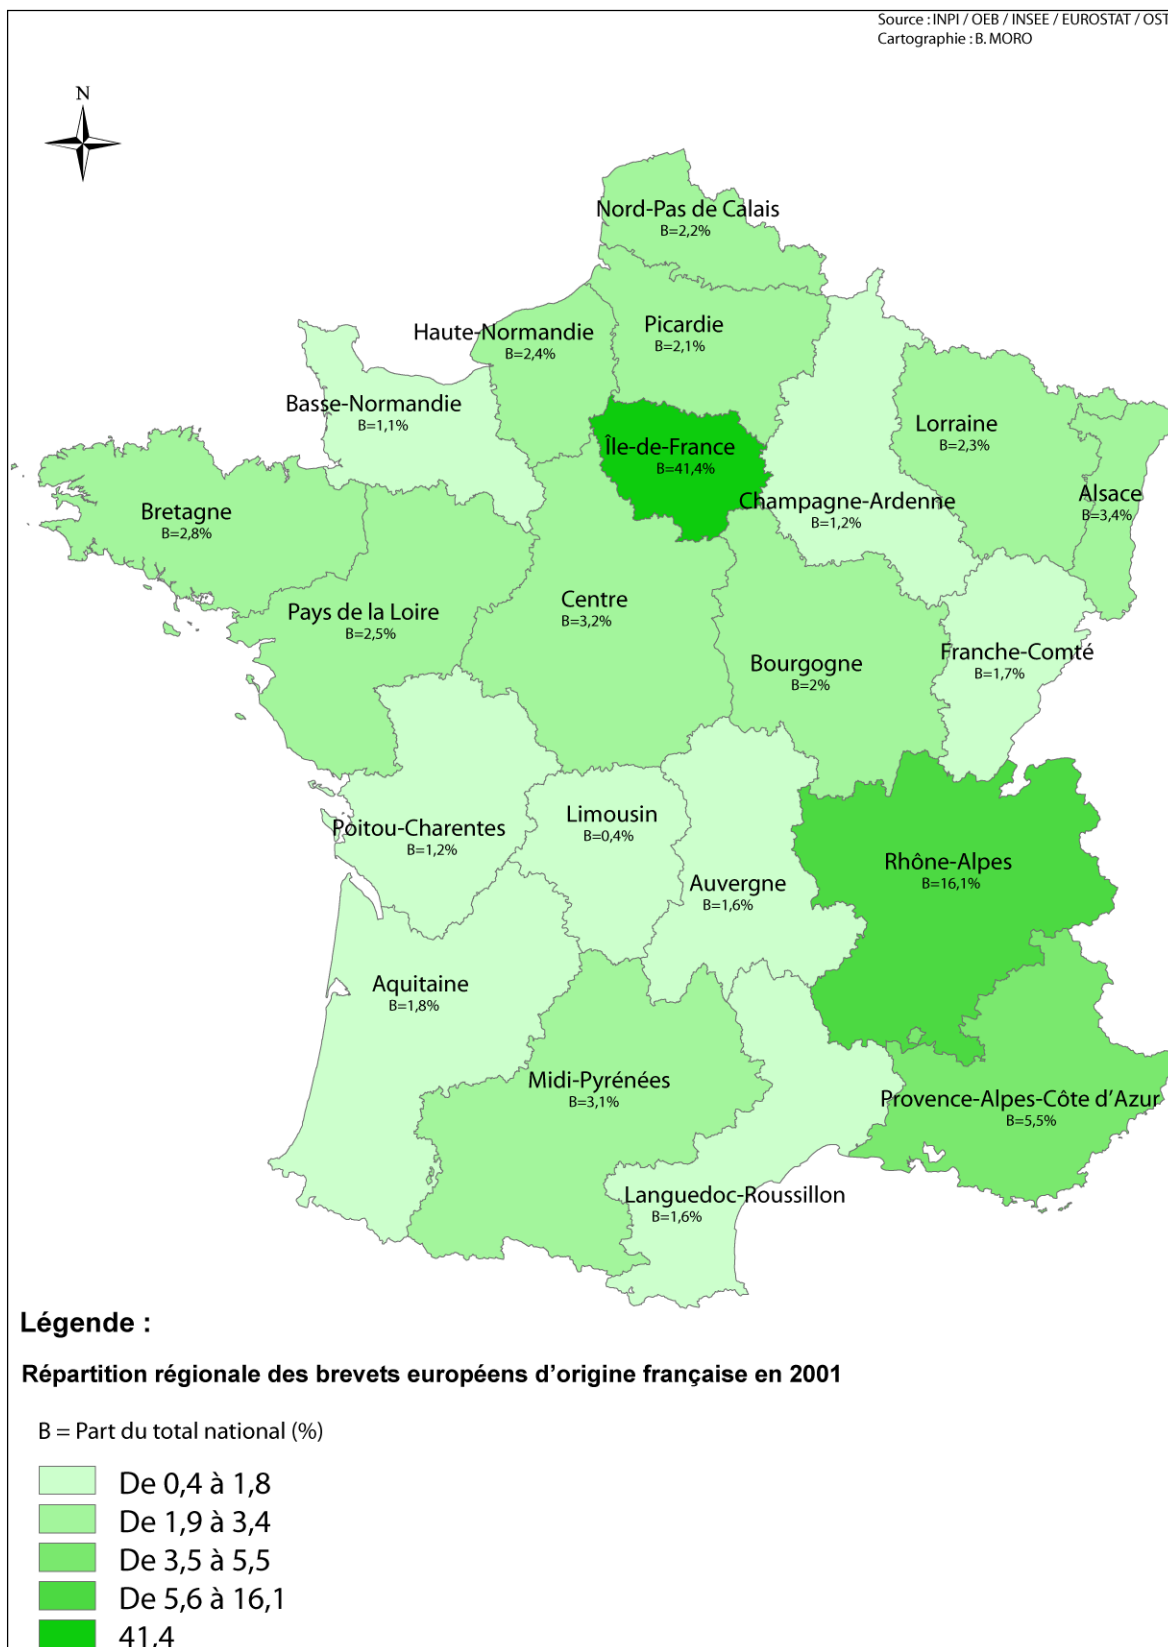 Source : INPI / OEB / INSEE / EUROSTAT / OST
Cartographie : B. MORO
N
Nord-Pas de Calais
B=2,2%
Haute-Normandie
B=2,4%
Picardie
B=2,1%
Basse-Normandie
B=1,1%
Île-de-France
B=41,4%
Lorraine
B=2,3%
Champagne-Ardenne
B=1,2%
Alsace
B=3,4%
Bretagne
B=2,8%
Pays de la Loire
B=2,5%
Centre
B=3,2%
Bourgogne
B=2%
Franche-Comté
B=1,7%
Poitou-Charentes
B=1,2%
Limousin
B=0,4%
Auvergne
B=1,6%
Rhône-Alpes
B=16,1%
Aquitaine
B=1,8%
Midi-Pyrénées
B=3,1%
Provence-Alpes-Côte d’Azur
B=5,5%
Languedoc-Roussillon
B=1,6%
Légende :
Répartition régionale des brevets européens d’origine française en 2001
B = Part du total national (%)
De 0,4 à 1,8
De 1,9 à 3,4
De 3,5 à 5,5
De 5,6 à 16,1
41,4